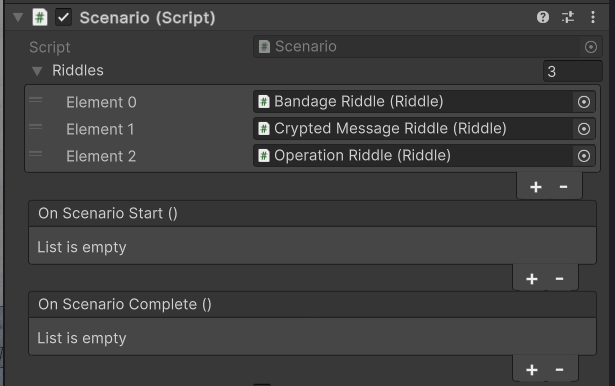 Scenario (Script)
Script Scenario
Riddles 3
Element 0 Bandage Riddle (Riddle)
Element 1 Crypted Message Riddle (Riddle)
Element 2 Operation Riddle (Riddle)
+ -
On Scenario Start ()
List is empty
+ -
On Scenario Complete ()
List is empty
+ -